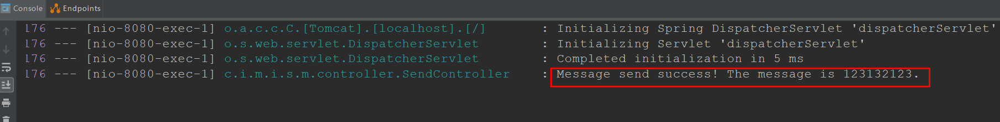 Console Endpoints
176 --- [nio-8080-exec-1] o.a.c.c.C.[Tomcat].[localhost].[/] : Initializing Spring DispatcherServlet 'dispatcherServlet'
176 --- [nio-8080-exec-1] o.s.web.servlet.DispatcherServlet : Initializing Servlet 'dispatcherServlet'
176 --- [nio-8080-exec-1] o.s.web.servlet.DispatcherServlet : Completed initialization in 5 ms
176 --- [nio-8080-exec-1] c.i.m.i.s.m.controller.SendController : Message send success! The message is 123132123.